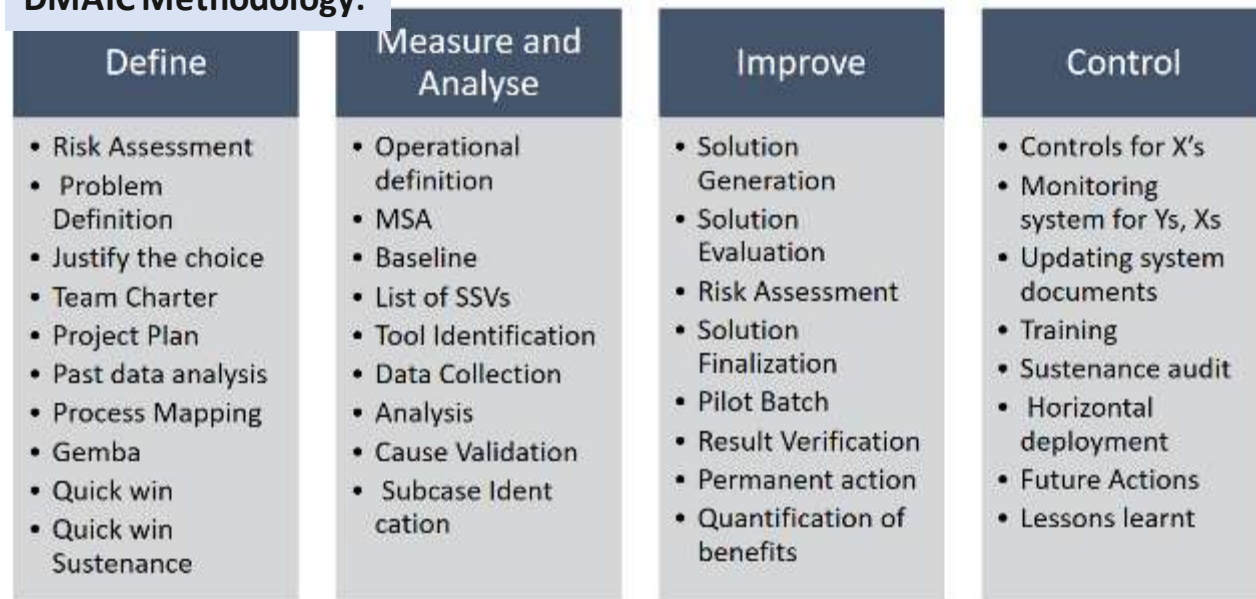 DMAIC Methodology:
Define
• Risk Assessment
• Problem
Definition
• Justify the choice
• Team Charter
• Project Plan
• Past data analysis
• Process Mapping
• Gemba
• Quick win
• Quick win
Sustenance
Measure and
Analyse
• Operational
definition
• MSA
• Baseline
• List of SSVs
• Tool Identification
• Data Collection
• Analysis
• Cause Validation
• Subcase Ident
cation
Improve
• Solution
Generation
• Solution
Evaluation
• Risk Assessment
• Solution
Finalization
• Pilot Batch
• Result Verification
• Permanent action
• Quantification of
benefits
Control
• Controls for X's
• Monitoring
system for Ys, Xs
• Updating system
documents
• Training
• Sustenance audit
• Horizontal
deployment
• Future Actions
• Lessons learnt